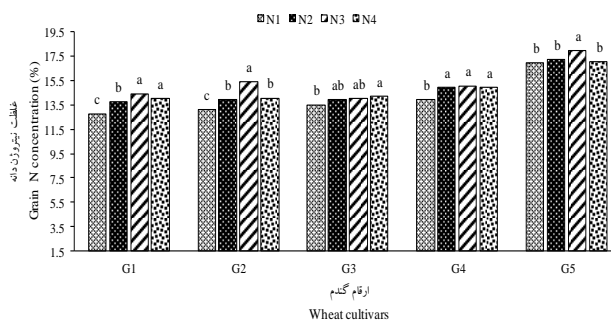 N1 N2 N3 N4
19.5
17.5
15.5
13.5
11.5
9.5
7.5
5.5
3.5
1.5
غلظت نیتروژن دانه
Grain N concentration (%)
c b a a
c b a b
b ab ab a
b a a a
b b a b
G1 G2 G3 G4 G5
ارقام گندم
Wheat cultivars